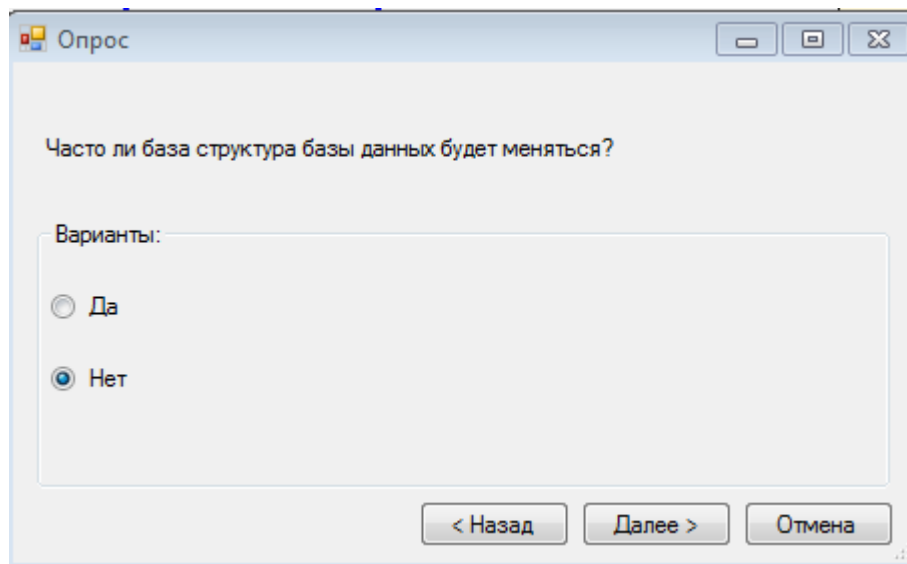 Опрос
Часто ли база структура базы данных будет меняться?
Варианты:
Да
Нет
< Назад
Далее >
Отмена